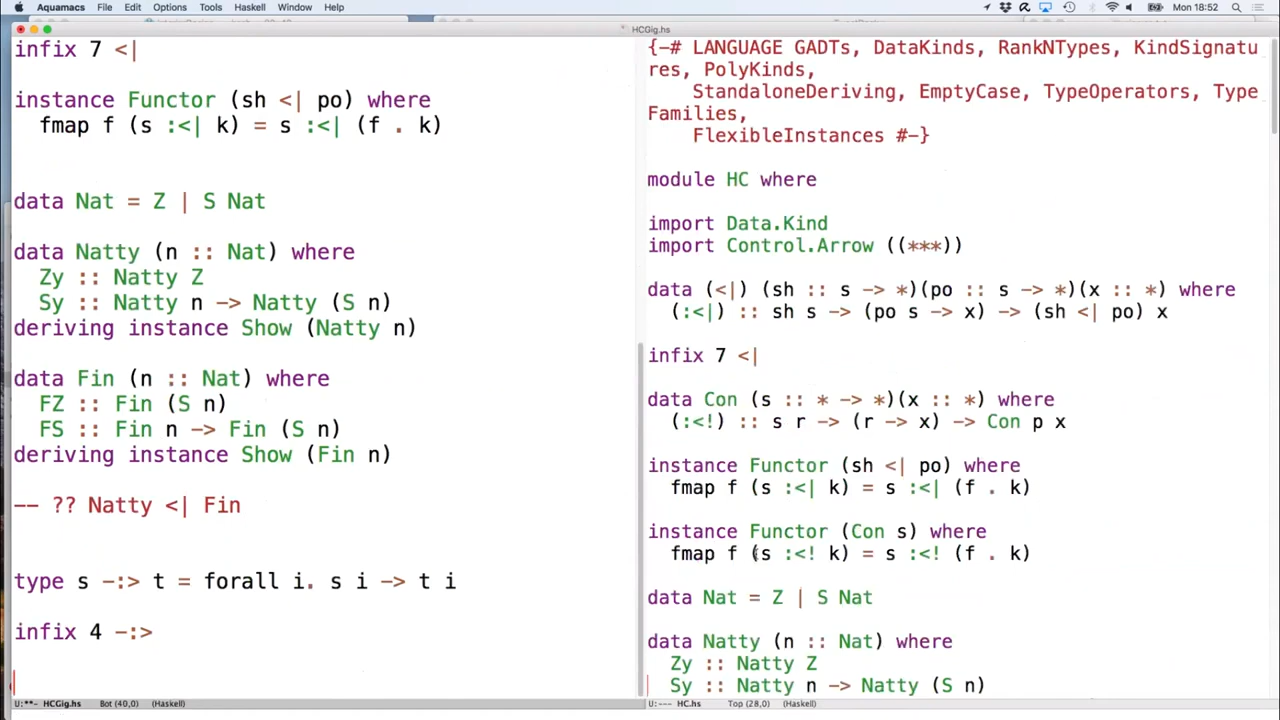 Aquamacs File Edit Options Tools Haskell Window Help
Mon 18:52
HCGig.hs
infix 7 <|
instance Functor (sh <| po) where
  fmap f (s :<| k) = s :<| (f . k)
data Nat = Z | S Nat
data Natty (n :: Nat) where
  Zy :: Natty Z
  Sy :: Natty n -> Natty (S n)
deriving instance Show (Natty n)
data Fin (n :: Nat) where
  FZ :: Fin (S n)
  FS :: Fin n -> Fin (S n)
deriving instance Show (Fin n)
-- ?? Natty <| Fin
type s -:> t = forall i. s i -> t i
infix 4 -:>
U:**- HCGig.hs Bot (40,0) (Haskell)
{-# LANGUAGE GADTs, DataKinds, RankNTypes, KindSignatu
res, PolyKinds,
    StandaloneDeriving, EmptyCase, TypeOperators, Type
Families,
    FlexibleInstances #-}
module HC where
import Data.Kind
import Control.Arrow ((***))
data (<|) (sh :: s -> *)(po :: s -> *)(x :: *) where
  (:<|) :: sh s -> (po s -> x) -> (sh <| po) x
infix 7 <|
data Con (s :: * -> *)(x :: *) where
  (:<!) :: s r -> (r -> x) -> Con p x
instance Functor (sh <| po) where
  fmap f (s :<| k) = s :<| (f . k)
instance Functor (Con s) where
  fmap f (s :<! k) = s :<! (f . k)
data Nat = Z | S Nat
data Natty (n :: Nat) where
  Zy :: Natty Z
  Sy :: Natty n -> Natty (S n)
U:--- HC.hs Top (28,0) (Haskell)